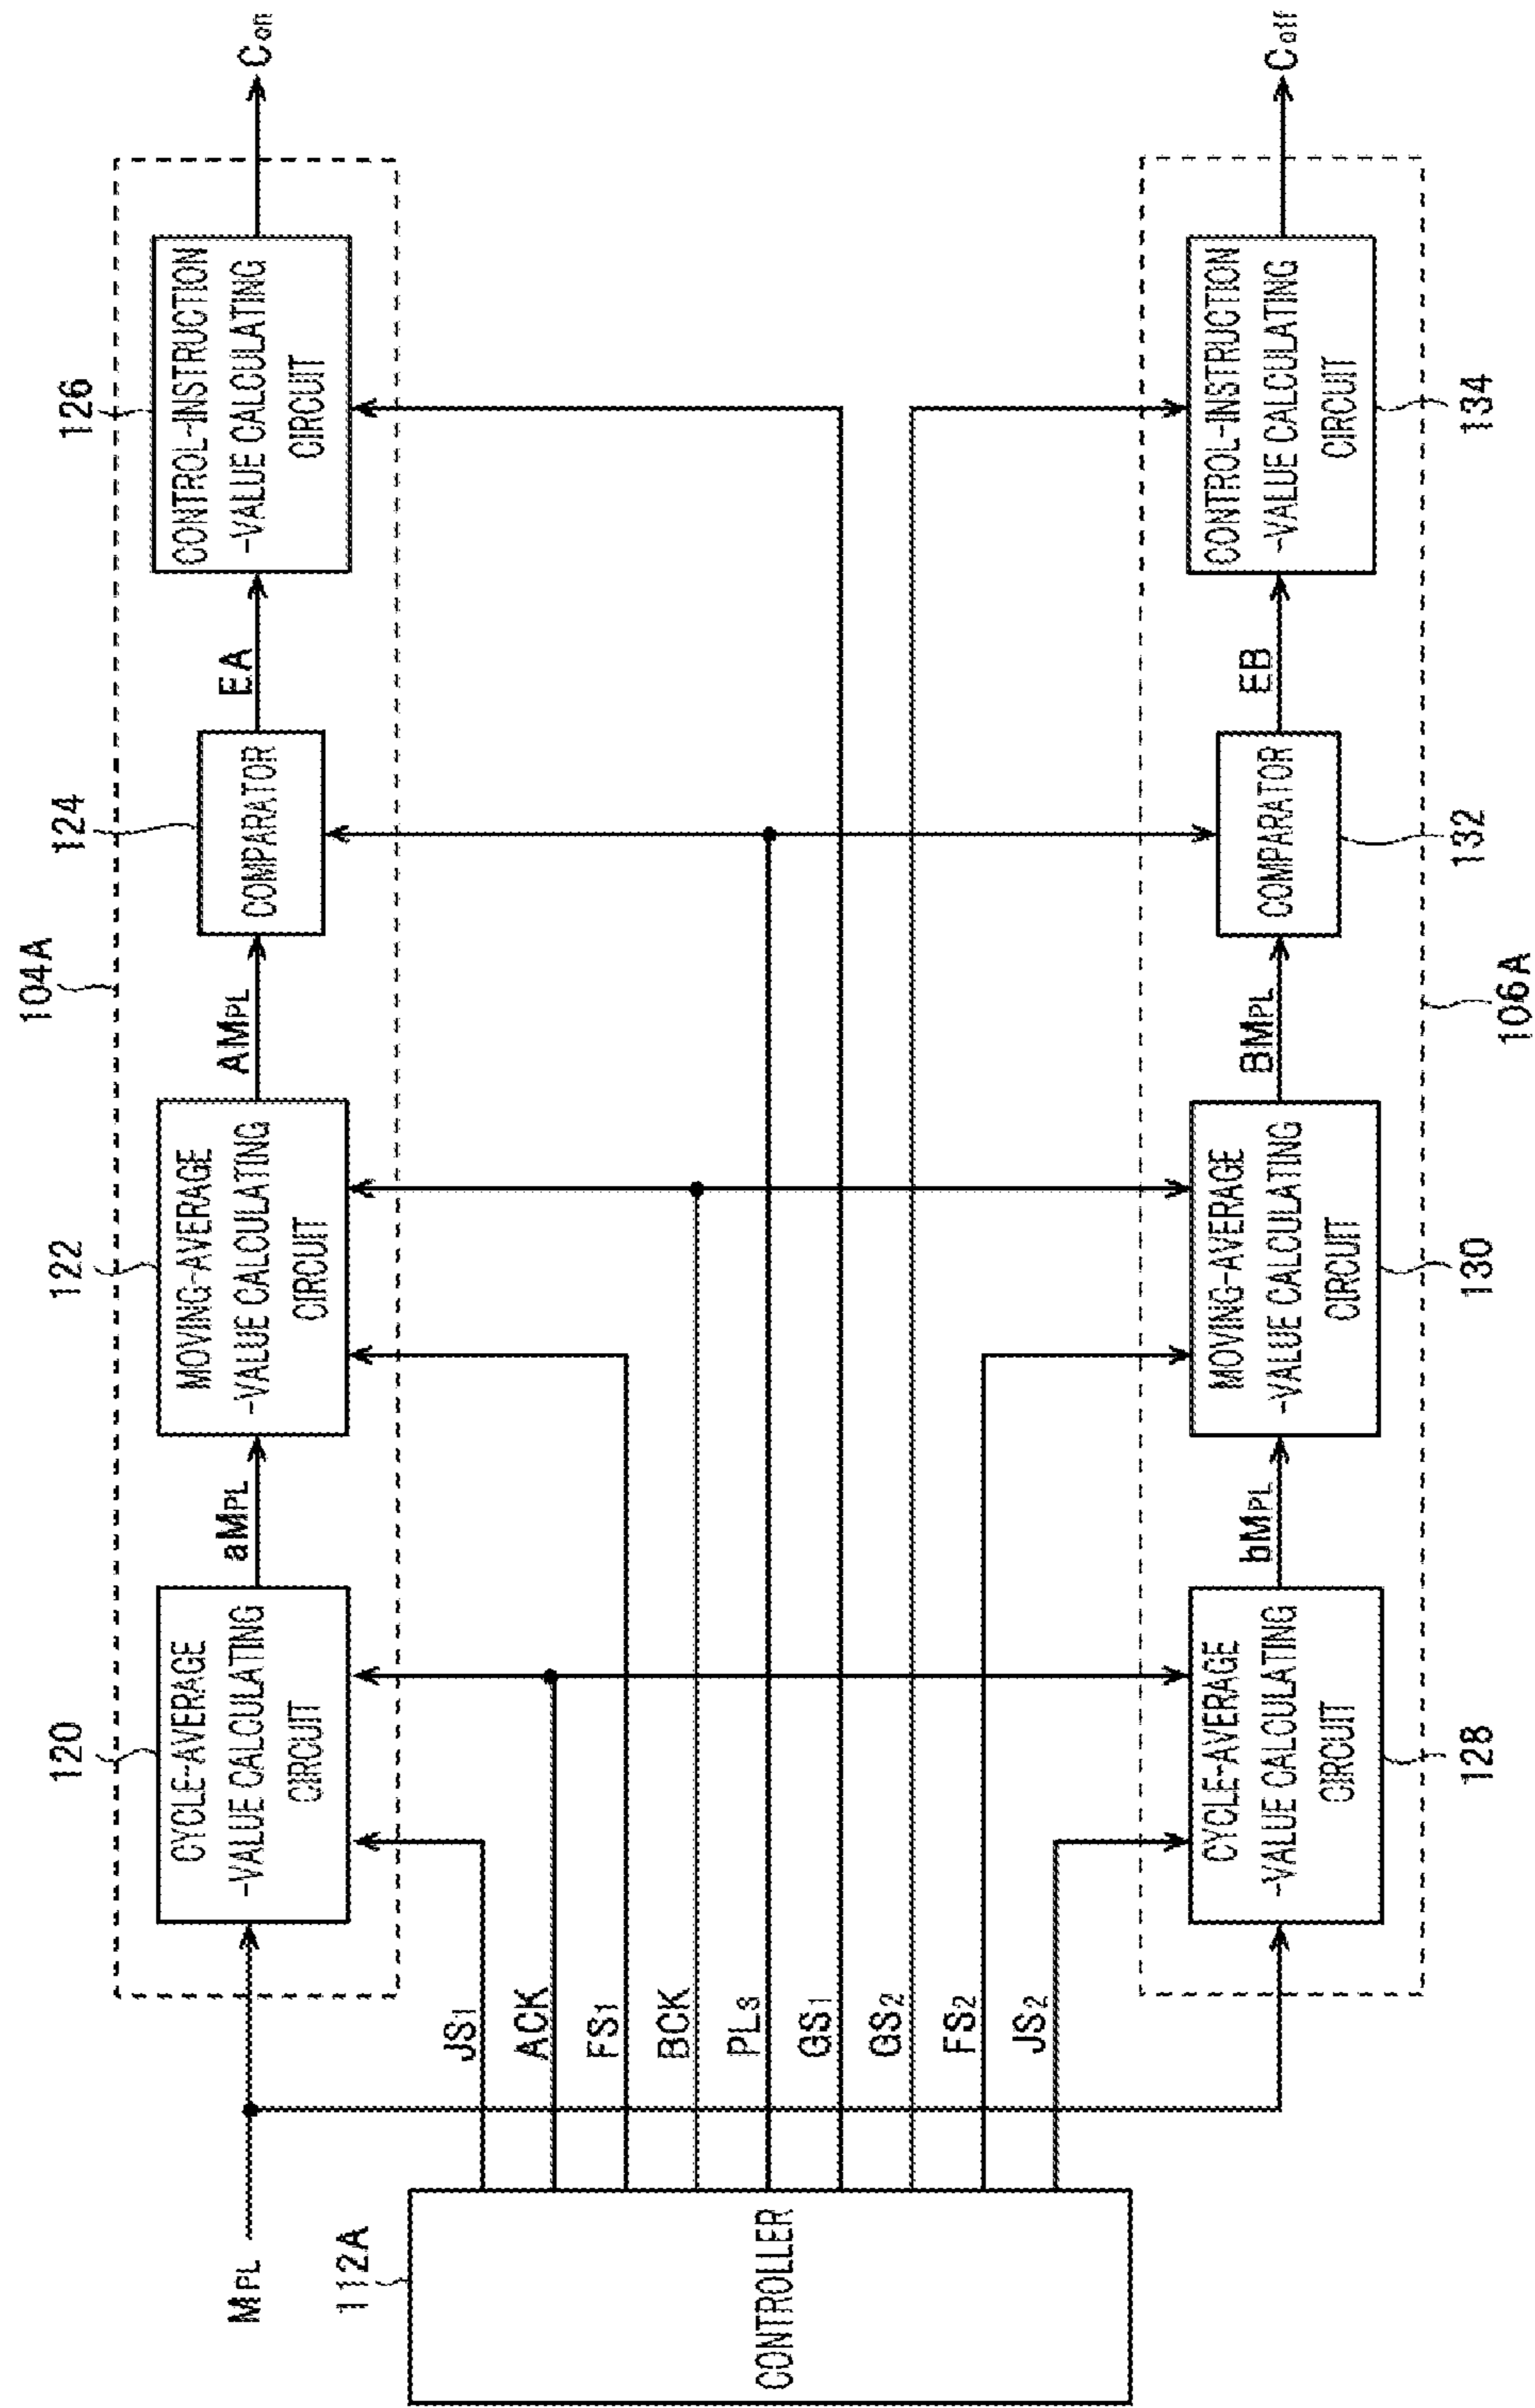 104A
120
122
124
126
CYCLE-AVERAGE
-VALUE CALCULATING
CIRCUIT
aMPL
MOVING-AVERAGE
-VALUE CALCULATING
CIRCUIT
AMPL
COMPARATOR
EA
CONTROL-INSTRUCTION
-VALUE CALCULATING
CIRCUIT
Con
MPL
112A
CONTROLLER
JS1
ACK
FS1
BCK
PLs
GS1
GS2
FS2
JS2
CYCLE-AVERAGE
-VALUE CALCULATING
CIRCUIT
bMPL
MOVING-AVERAGE
-VALUE CALCULATING
CIRCUIT
BMPL
COMPARATOR
EB
CONTROL-INSTRUCTION
-VALUE CALCULATING
CIRCUIT
Coff
128
130
132
134
106A